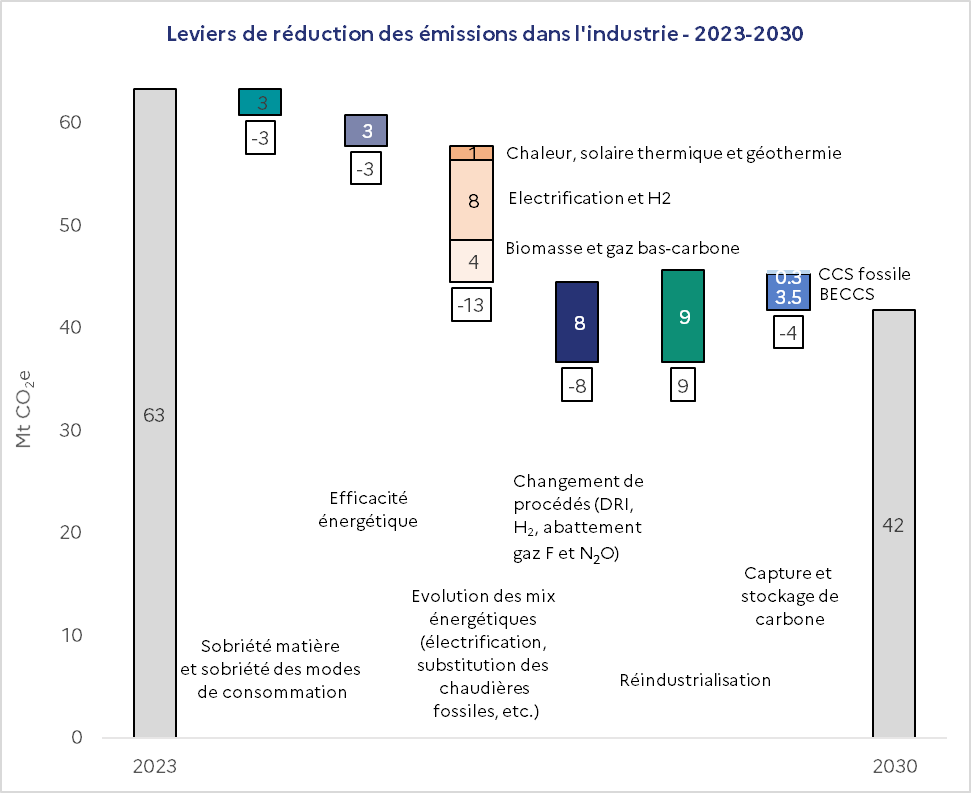 Leviers de réduction des émissions dans l'industrie - 2023-2030
Mt CO₂e
60
50
40
30
20
10
0
63
3
-3
3
-3
1
8
4
-13
Chaleur, solaire thermique et géothermie
Electrification et H2
Biomasse et gaz bas-carbone
8
-8
9
9
0.3
3.5
-4
CCS fossile
BECCS
42
Sobriété matière
et sobriété des modes
de consommation
Efficacité
énergétique
Evolution des mix
énergétiques
(électrification,
substitution des
chaudières
fossiles, etc.)
Changement de
procédés (DRI,
H₂, abattement
gaz F et N₂O)
Réindustrialisation
Capture et
stockage de
carbone
2023
2030